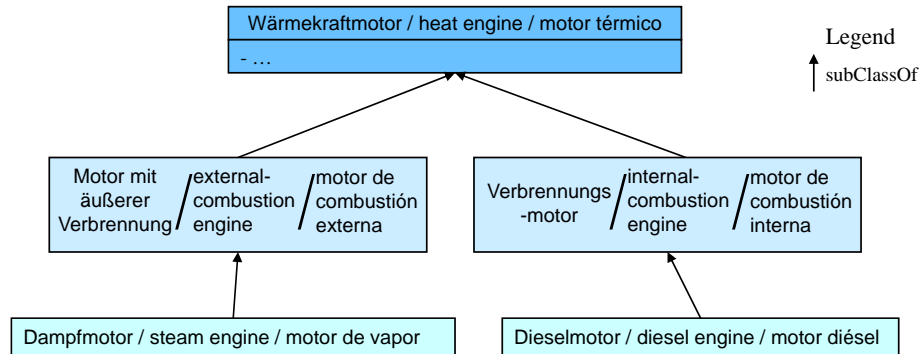 Wärmekraftmotor / heat engine / motor térmico
- ...
Legend
subClassOf
Motor mit
äußerer
Verbrennung
/
external-
combustion
engine
/
motor de
combustión
externa
Verbrennungs
-motor
/
internal-
combustion
engine
/
motor de
combustión
interna
Dampfmotor / steam engine / motor de vapor
Dieselmotor / diesel engine / motor diésel